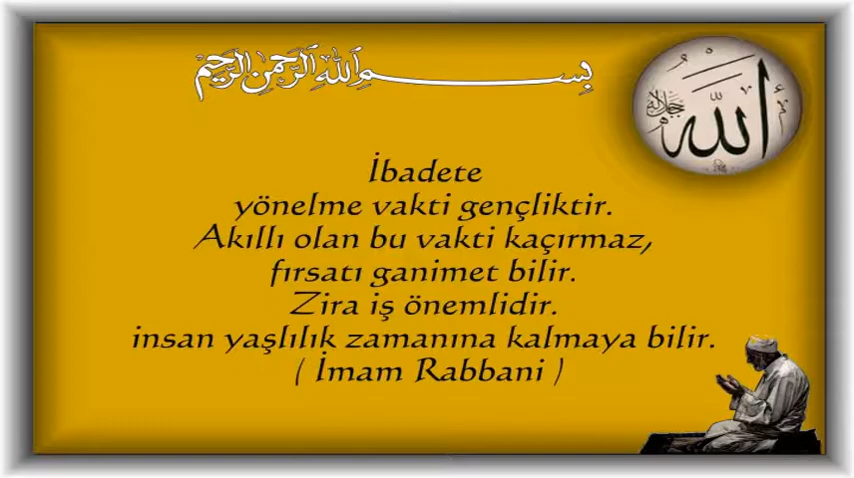 بسم الله الرحمن الرحيم
الله
جل جلاله
İbadete
yönelme vakti gençliktir.
Akıllı olan bu vakti kaçırmaz,
fırsatı ganimet bilir.
Zira iş önemlidir.
insan yaşlılık zamanına kalmaya bilir.
( İmam Rabbani )